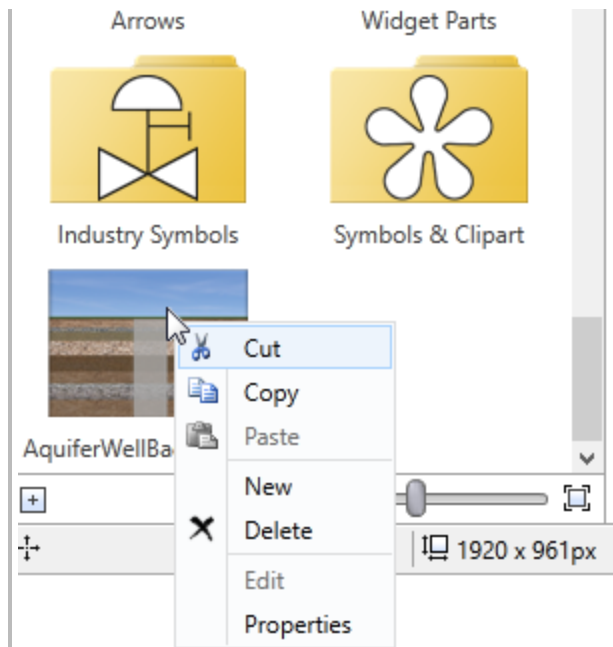 Arrows
Widget Parts
Industry Symbols
Symbols & Clipart
AquiferWellBa
Cut
Copy
Paste
New
Delete
Edit
Properties
1920 x 961px